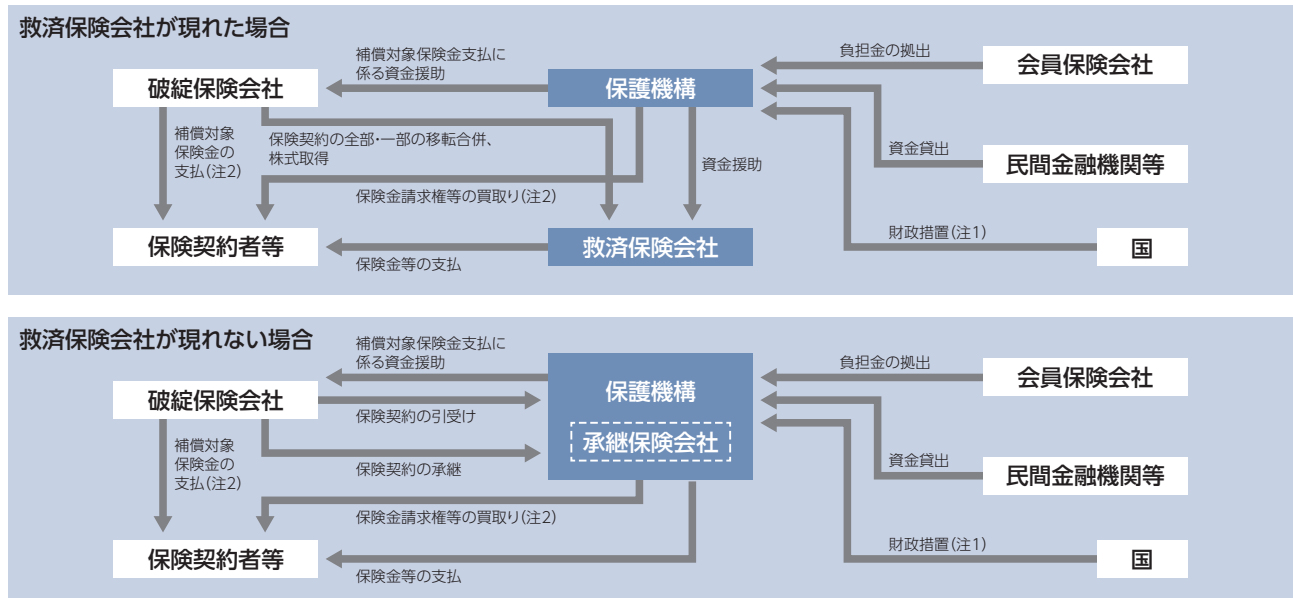 救済保険会社が現れた場合
補償対象保険金支払に
係る資金援助
負担金の拠出
会員保険会社
破綻保険会社
保護機構
補償対象
保険金の
支払(注2)
保険契約の全部・一部の移転合併、
株式取得
資金援助
資金貸出
民間金融機関等
保険金請求権等の買取り(注2)
財政措置(注1)
国
保険契約者等
救済保険会社
保険金等の支払
救済保険会社が現れない場合
補償対象保険金支払に
係る資金援助
負担金の拠出
会員保険会社
破綻保険会社
保護機構
保険契約の引受け
承継保険会社
補償対象
保険金の
支払(注2)
保険契約の承継
資金貸出
民間金融機関等
保険金請求権等の買取り(注2)
財政措置(注1)
国
保険契約者等
保険金等の支払